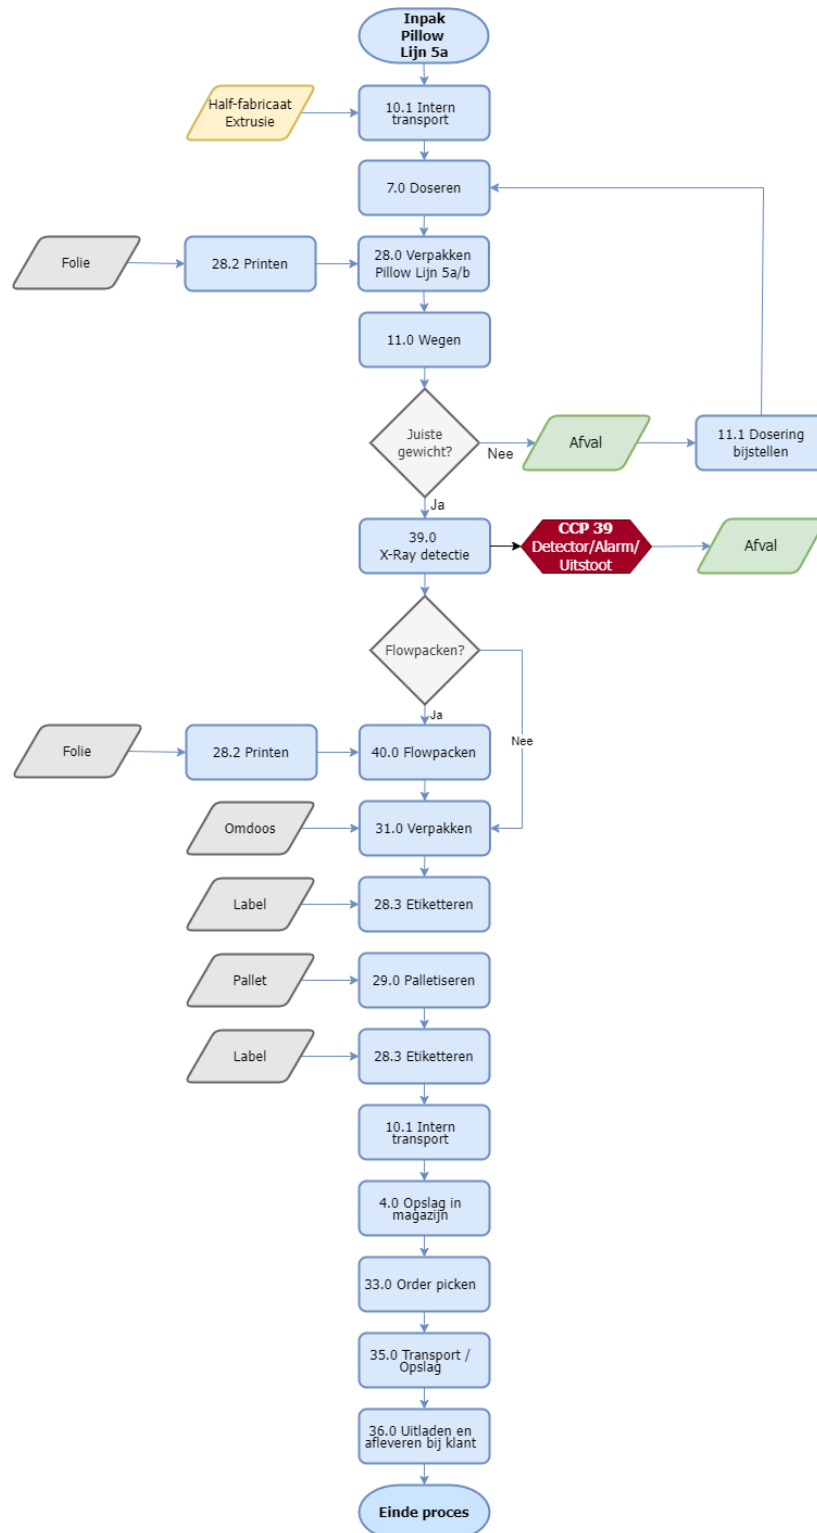 Inpak
Pillow
Lijn 5a
Half-fabricaat
Extrusie
10.1 Intern
transport
7.0 Doseren
Folie
28.2 Printen
28.0 Verpakken
Pillow Lijn 5a/b
11.0 Wegen
Juiste
gewicht?
Nee
Afval
11.1 Dosering
bijstellen
Ja
39.0
X-Ray detectie
CCP 39
Detector/Alarm/
Uitstoot
Afval
Flowpacken?
Ja
Nee
Folie
28.2 Printen
40.0 Flowpacken
Omdoos
31.0 Verpakken
Label
28.3 Etiketteren
Pallet
29.0 Palletiseren
Label
28.3 Etiketteren
10.1 Intern
transport
4.0 Opslag in
magazijn
33.0 Order picken
35.0 Transport /
Opslag
36.0 Uitladen en
afleveren bij klant
Einde proces